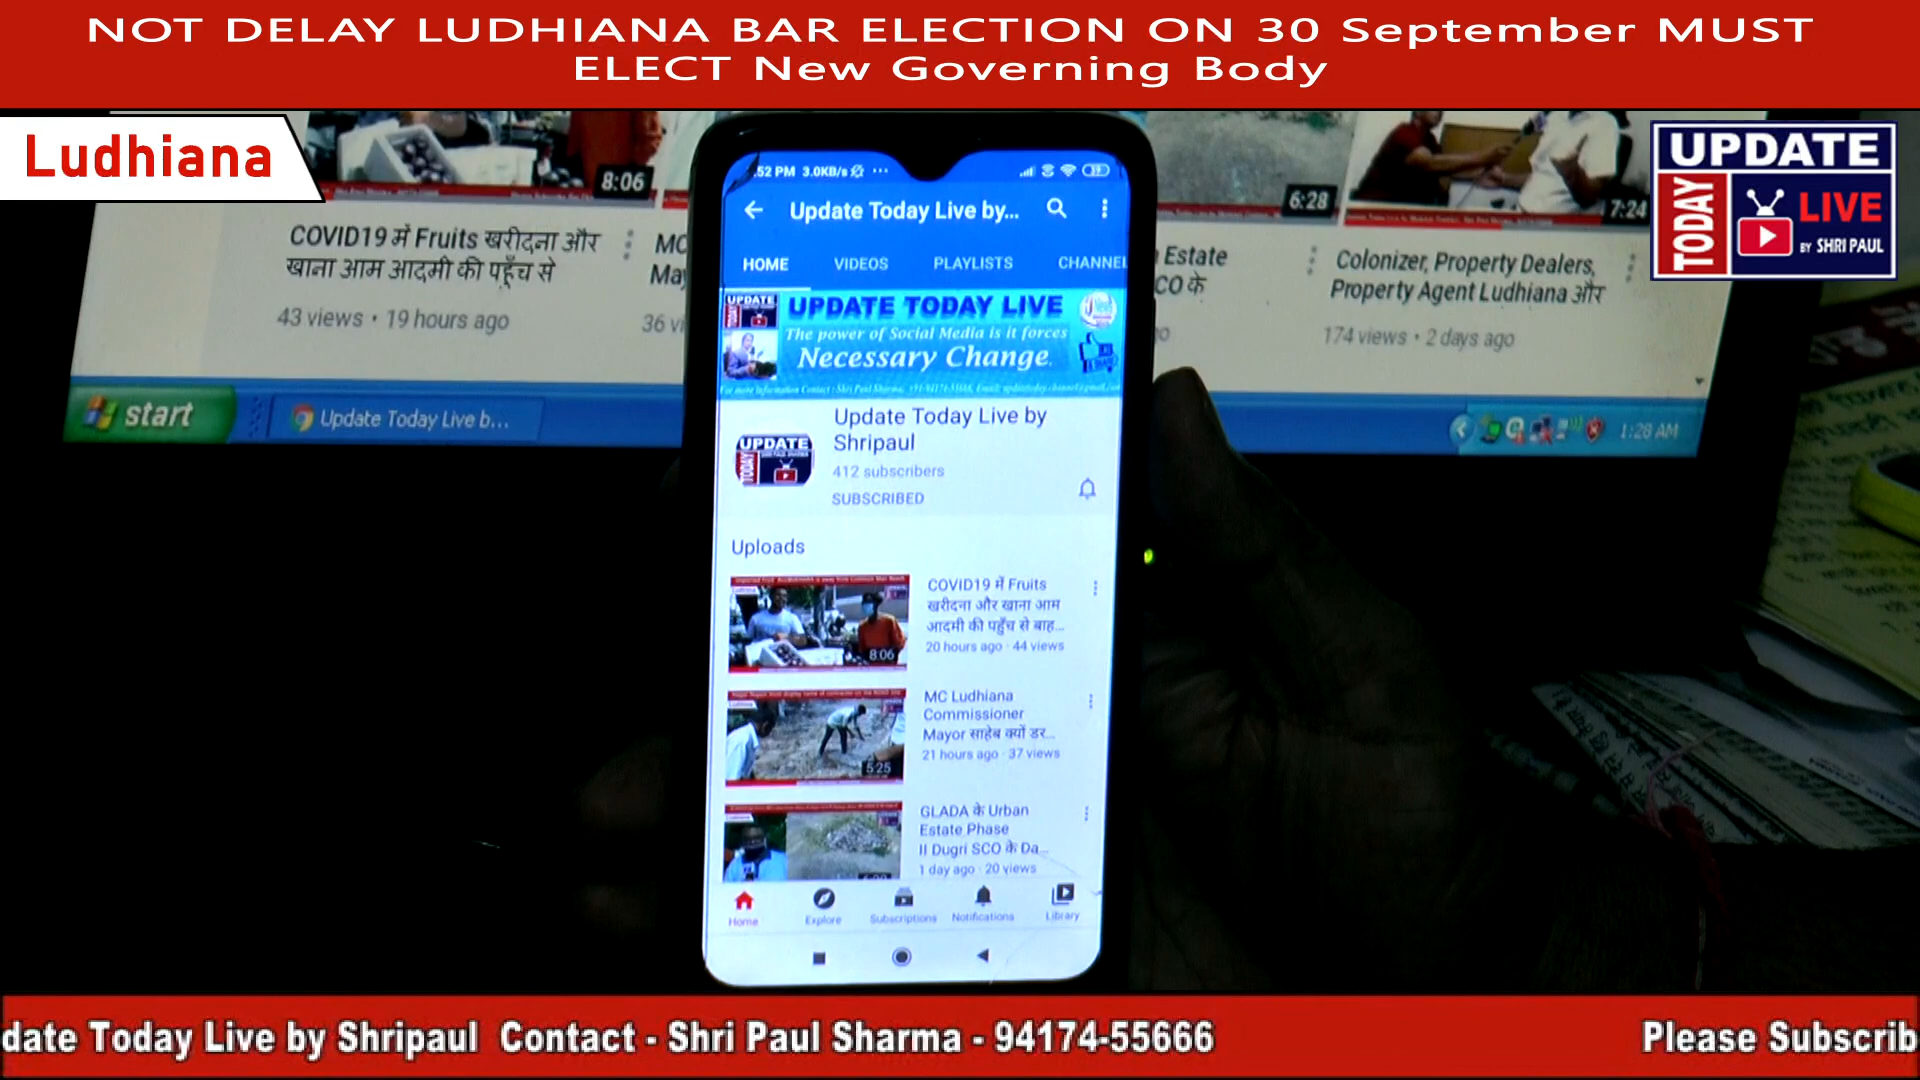 NOT DELAY LUDHIANA BAR ELECTION ON 30 September MUST
ELECT New Governing Body
Ludhiana
UPDATE
TODAY
LIVE
BY SHRI PAUL
8:06
COVID19 में Fruits खरीदना और
खाना आम आदमी की पहुँच से
43 views • 19 hours ago
6:28
Estate
7:24
Colonizer, Property Dealers,
Property Agent Ludhiana और
174 views • 2 days ago
start
Update Today Live b...
1:28 AM
52 PM 3.0KB/s
Update Today Live by...
HOME VIDEOS PLAYLISTS CHANNEL
UPDATE TODAY LIVE
The power of Social Media is it forces
Necessary Change.
Update Today Live by
Shripaul
412 subscribers
SUBSCRIBED
UPDATE
TODAY
Uploads
8:06
COVID19 में Fruits
खरीदना और खाना आम
आदमी की पहुँच से बाह...
20 hours ago · 44 views
5:25
MC Ludhiana
Commissioner
Mayor साहेब क्यों डर...
21 hours ago · 37 views
GLADA के Urban
Estate Phase
II Dugri SCO के Da...
1 day ago · 20 views
Home Explore Subscriptions Notifications Library
date Today Live by Shripaul Contact - Shri Paul Sharma - 94174-55666
Please Subscrib